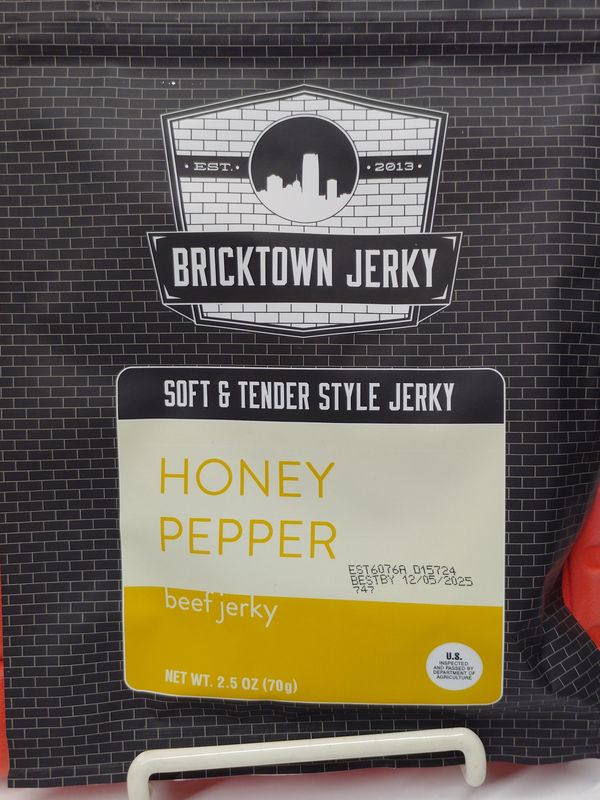 · EST. · · 2013 ·
BRICKTOWN JERKY
SOFT & TENDER STYLE JERKY
HONEY
PEPPER
EST6076A D15724
BESTBY 12/05/2025
747
beef jerky
NET WT. 2.5 OZ (70g)
U.S.
INSPECTED
AND PASSED BY
DEPARTMENT OF
AGRICULTURE